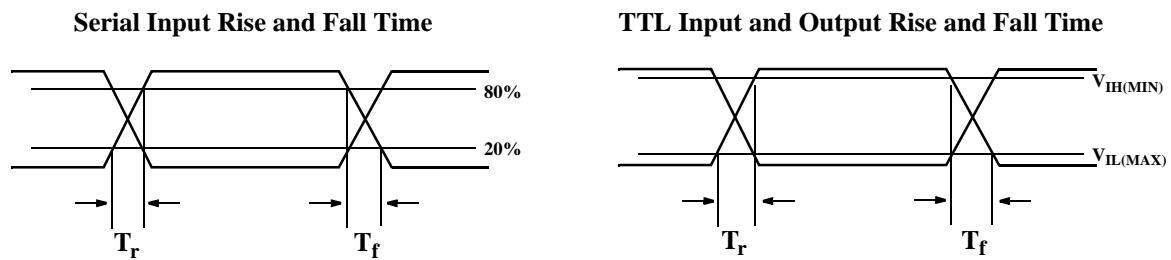 Serial Input Rise and Fall Time
80%
20%
Tr
Tf
TTL Input and Output Rise and Fall Time
VIH(MIN)
VIL(MAX)
Tr
Tf